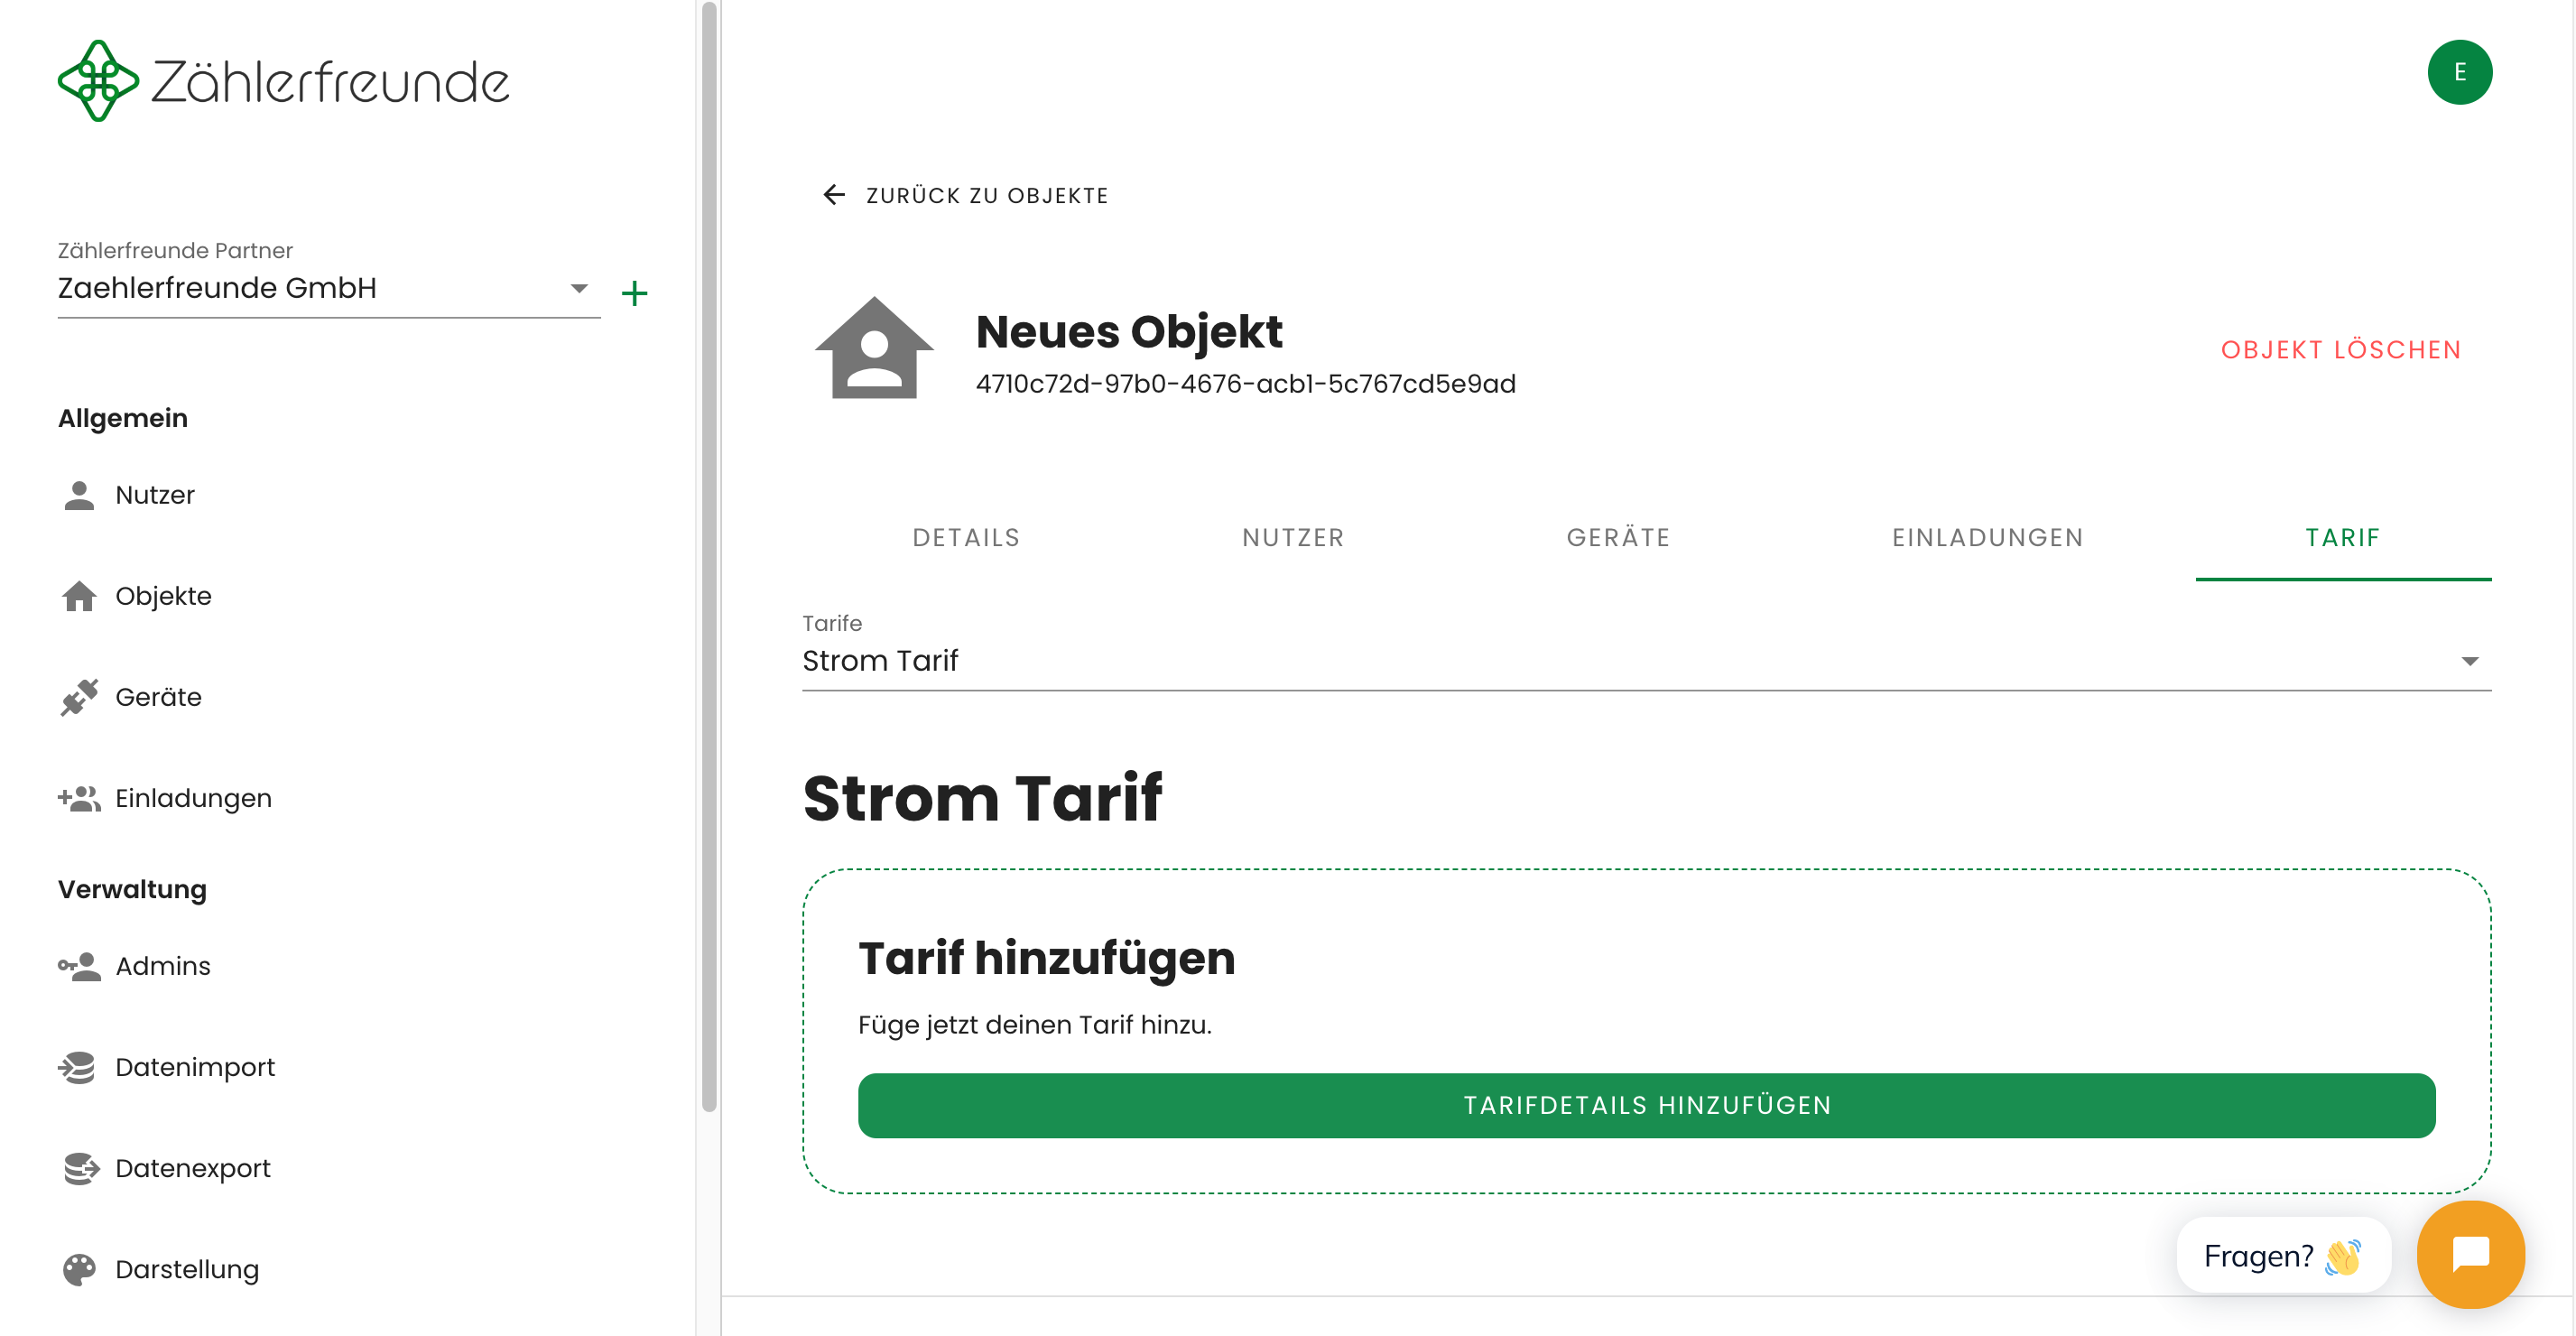 Zählerfreunde
E
ZURÜCK ZU OBJEKTE
Zählerfreunde Partner
Zaehlerfreunde GmbH
Neues Objekt
4710c72d-97b0-4676-acb1-5c767cd5e9ad
OBJEKT LÖSCHEN
Allgemein
Nutzer
Objekte
Geräte
Einladungen
Verwaltung
Admins
Datenimport
Datenexport
Darstellung
DETAILS
NUTZER
GERÄTE
EINLADUNGEN
TARIF
Tarife
Strom Tarif
Strom Tarif
Tarif hinzufügen
Füge jetzt deinen Tarif hinzu.
TARIFDETAILS HINZUFÜGEN
Fragen? 👋